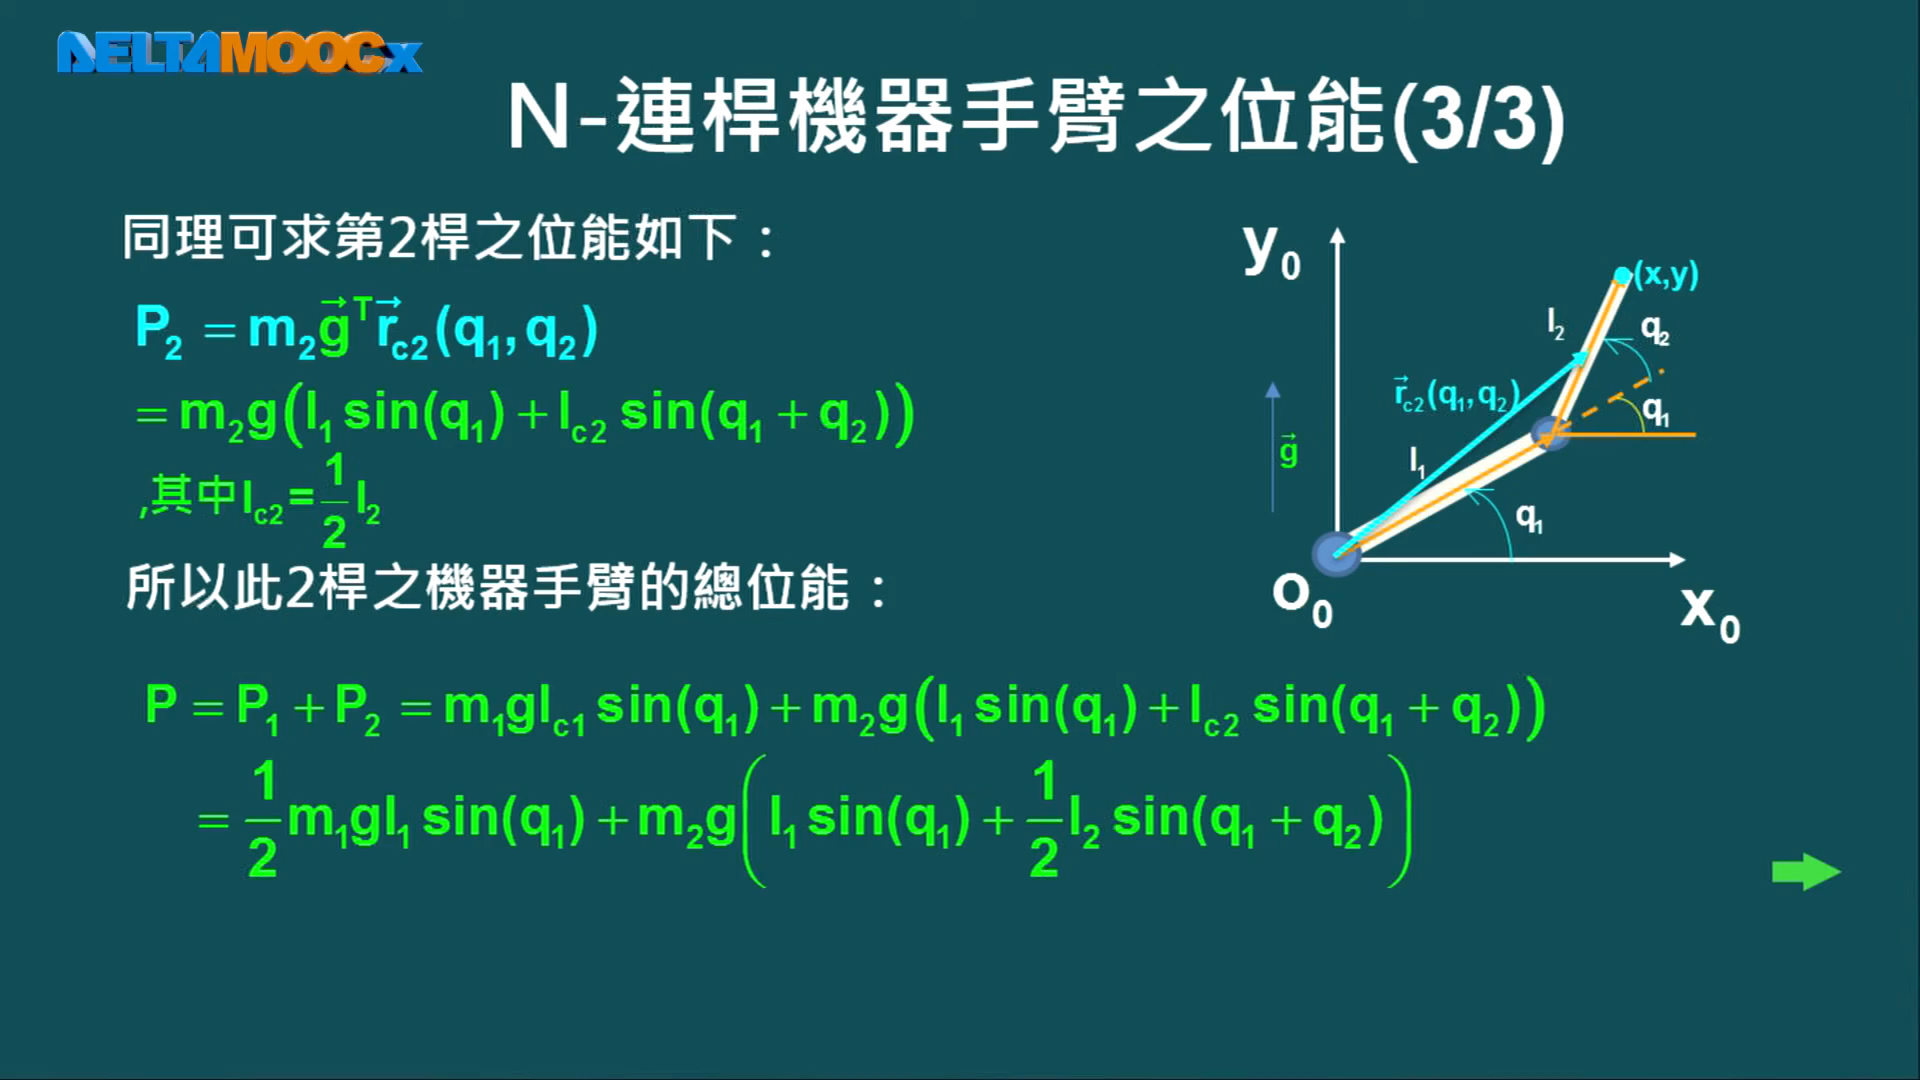 DELTAMOOCx
N-連桿機器手臂之位能(3/3)
同理可求第2桿之位能如下：
P₂ = m₂g⃗ᵀr⃗c2(q₁,q₂)
= m₂g(l₁ sin(q₁) + lc2 sin(q₁ + q₂))
,其中lc2=1/2 l₂
所以此2桿之機器手臂的總位能：
P = P₁ + P₂ = m₁glc1 sin(q₁) + m₂g(l₁ sin(q₁) + lc2 sin(q₁ + q₂))
= 1/2 m₁gl₁ sin(q₁) + m₂g(l₁ sin(q₁) + 1/2 l₂ sin(q₁ + q₂))
y₀
(x,y)
l₂
q₂
r⃗c2(q₁,q₂)
q₁
g⃗
l₁
q₁
o₀
x₀